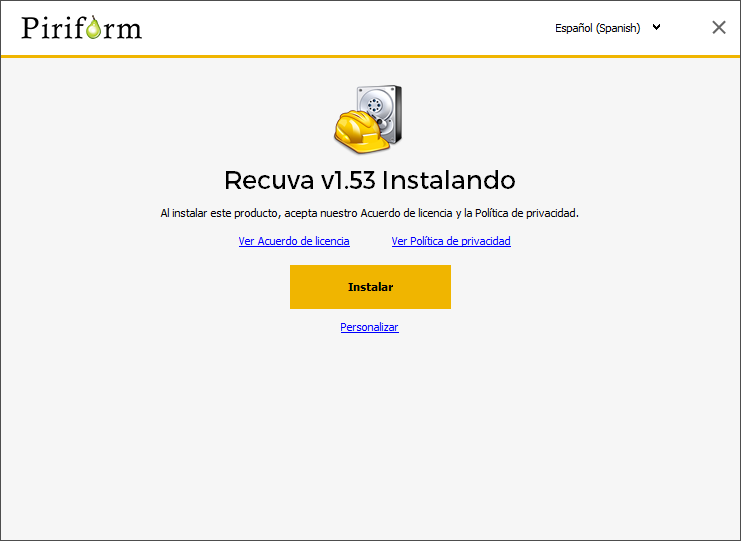 Piriform
Español (Spanish)
Recuva v1.53 Instalando
Al instalar este producto, acepta nuestro Acuerdo de licencia y la Política de privacidad.
Ver Acuerdo de licencia Ver Política de privacidad
Instalar
Personalizar